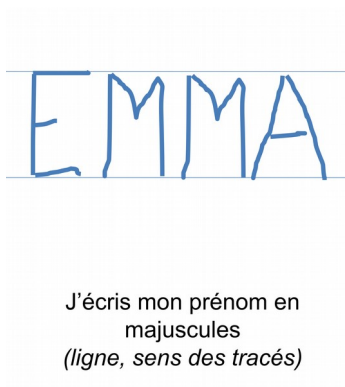 EMMA
J'écris mon prénom en
majuscules
(ligne, sens des tracés)